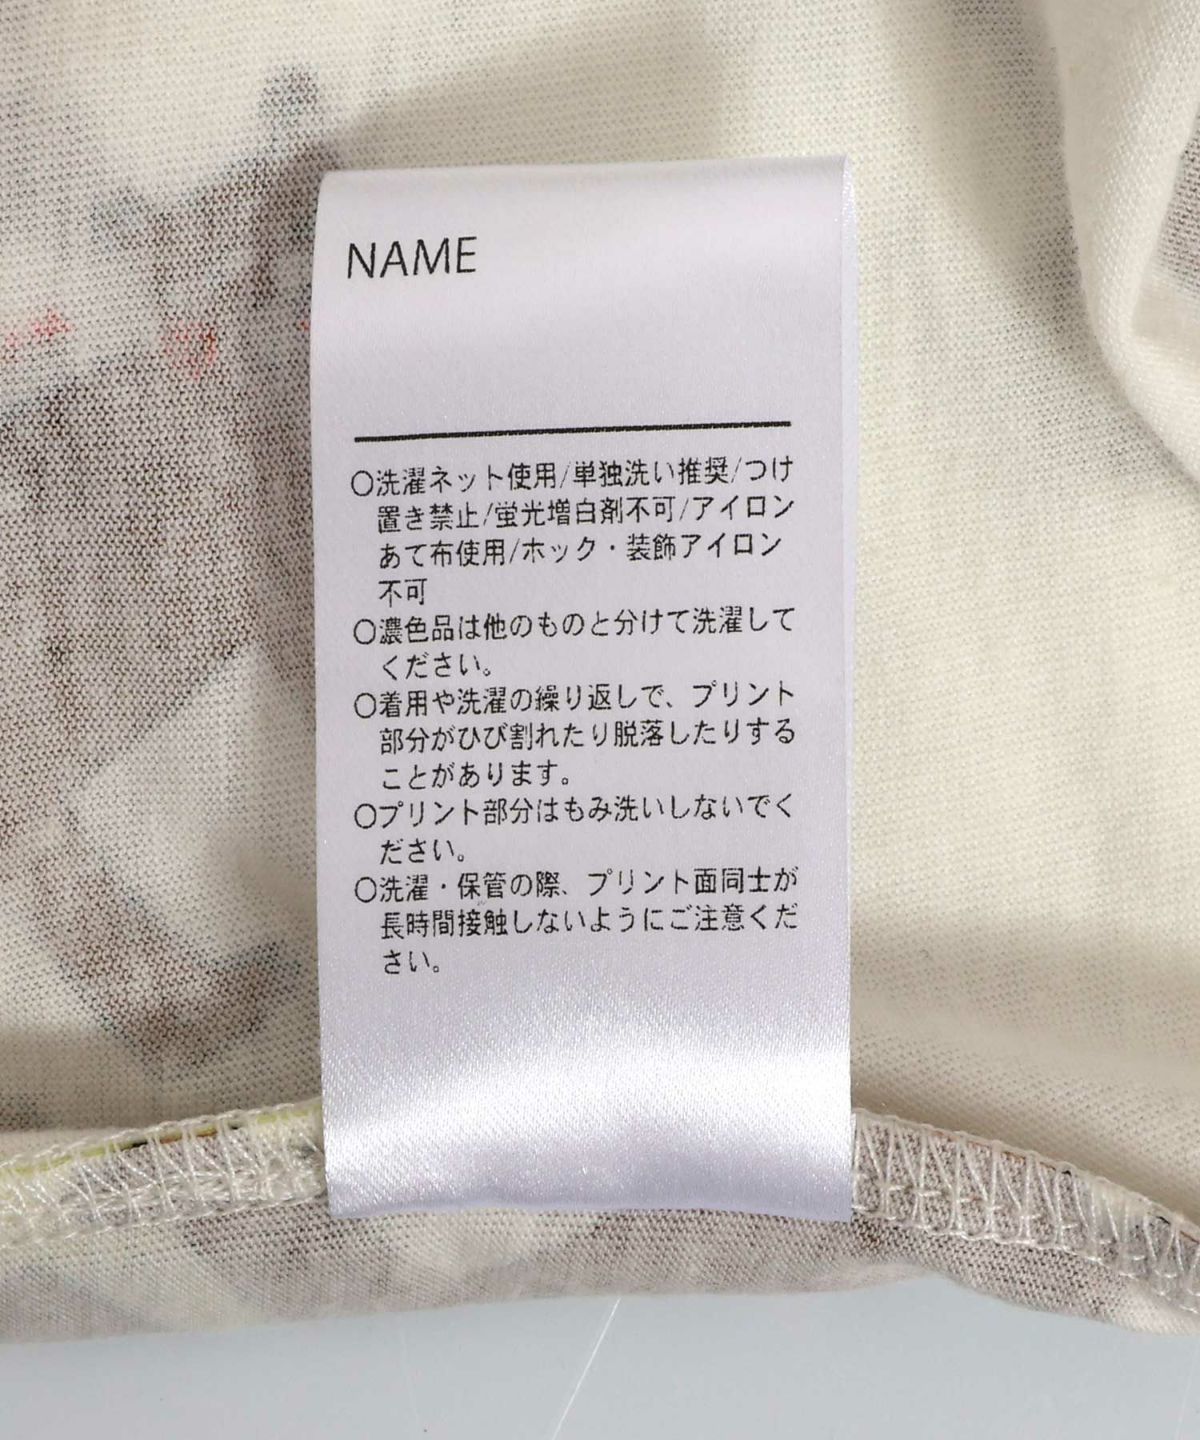 NAME
○洗濯ネット使用/単独洗い推奨/つけ
置き禁止/蛍光増白剤不可/アイロン
あて布使用/ホック・装飾アイロン
不可
○濃色品は他のものと分けて洗濯して
ください。
○着用や洗濯の繰り返しで、プリント
部分がひび割れたり脱落したりする
ことがあります。
○プリント部分はもみ洗いしないでく
ださい。
○洗濯・保管の際、プリント面同士が
長時間接触しないようにご注意くだ
さい。